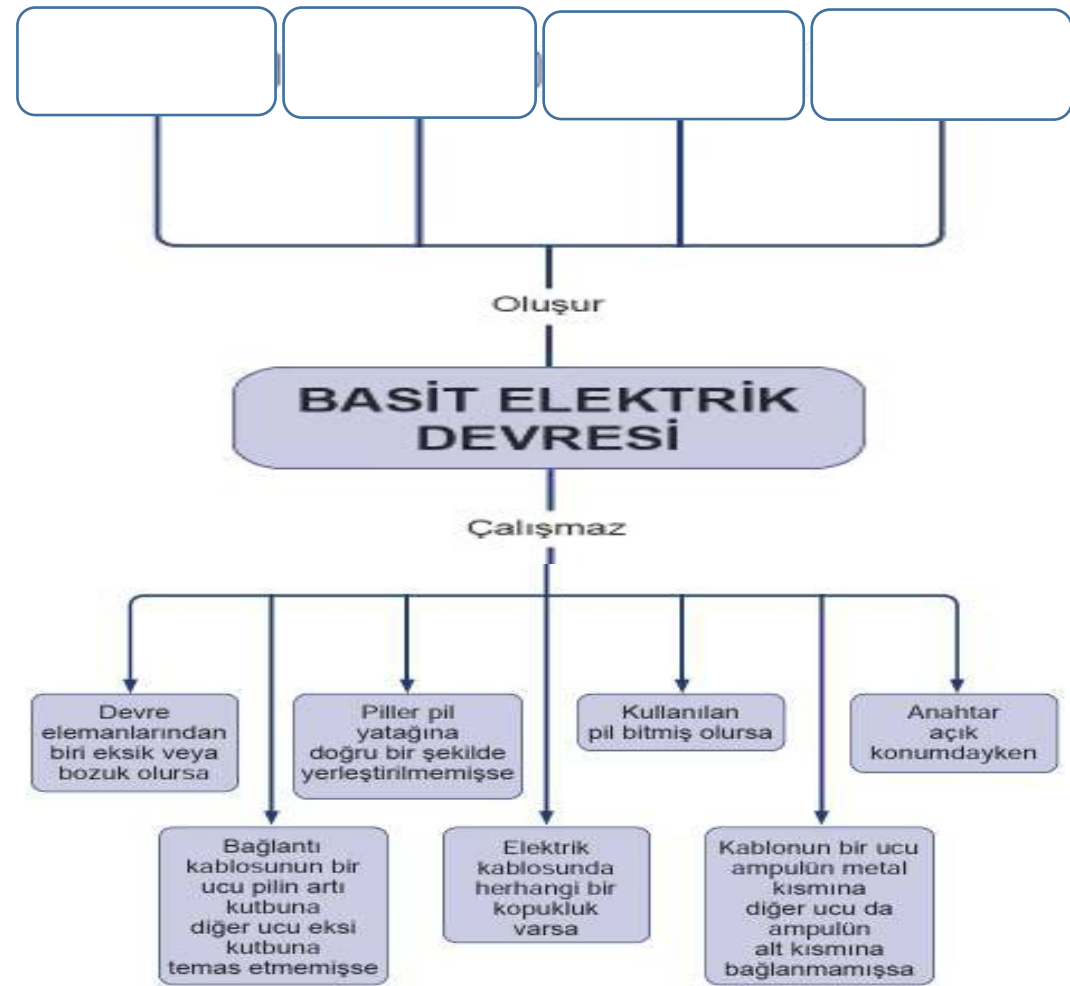 Oluşur
BASİT ELEKTRİK
DEVRESİ
Çalışmaz
Devre
elemanlarından
biri eksik veya
bozuk olursa
Piller pil
yatağına
doğru bir şekilde
yerleştirilmemişse
Kullanılan
pil bitmiş olursa
Anahtar
açık
konumdayken
Bağlantı
kablosunun bir
ucu pilin artı
kutbuna
diğer ucu eksi
kutbuna
temas etmemişse
Elektrik
kablosunda
herhangi bir
kopukluk
varsa
Kablonun bir ucu
ampulün metal
kısmına
diğer ucu da
ampulün
alt kısmına
bağlanmamışsa